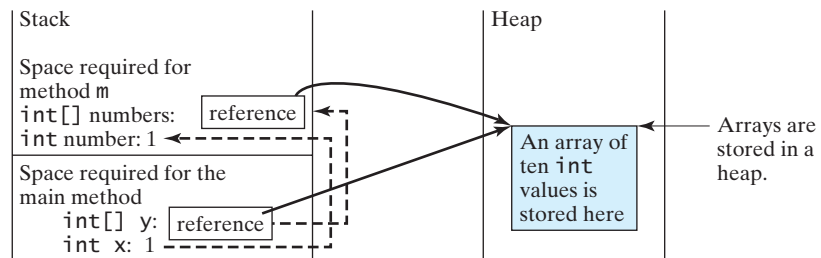 Stack
Space required for
method m
int[] numbers: reference
int number: 1
Space required for the
main method
int[] y: reference
int x: 1
Heap
An array of
ten int
values is
stored here
Arrays are
stored in a
heap.